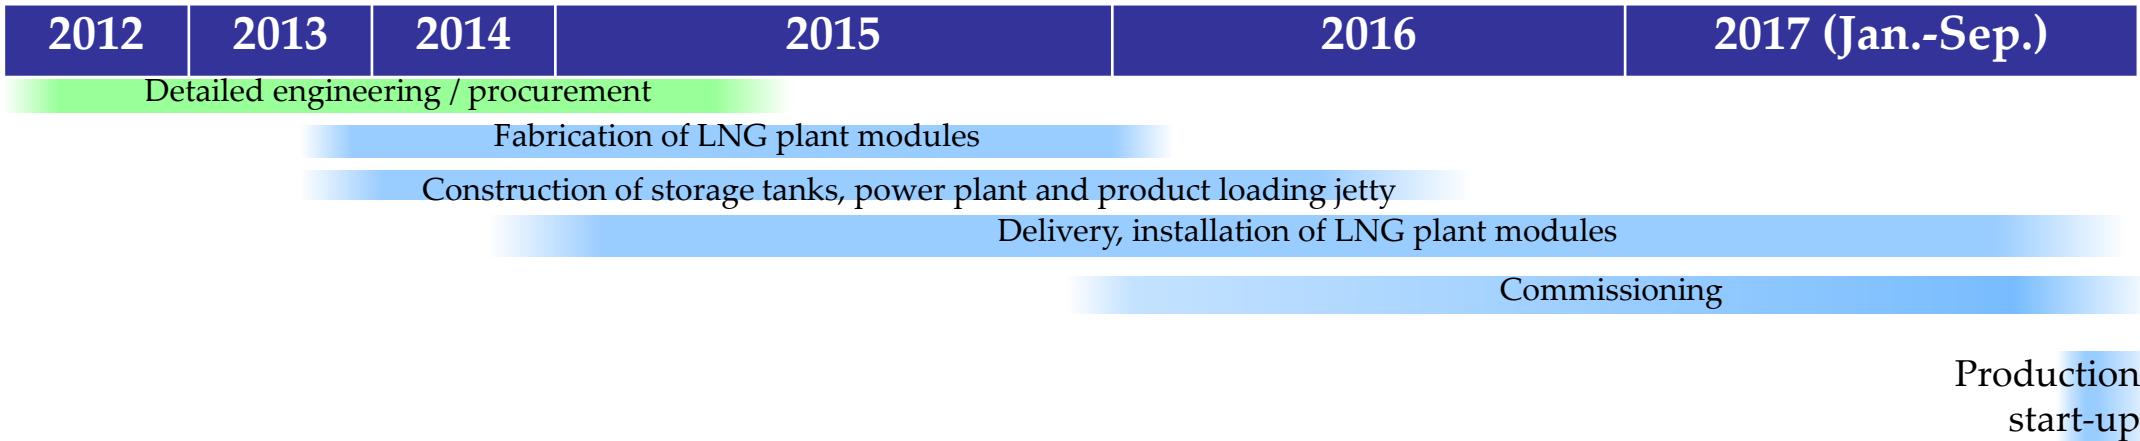 2012 2013 2014 2015 2016 2017 (Jan.-Sep.)
Detailed engineering / procurement
Fabrication of LNG plant modules
Construction of storage tanks, power plant and product loading jetty
Delivery, installation of LNG plant modules
Commissioning
Production
start-up